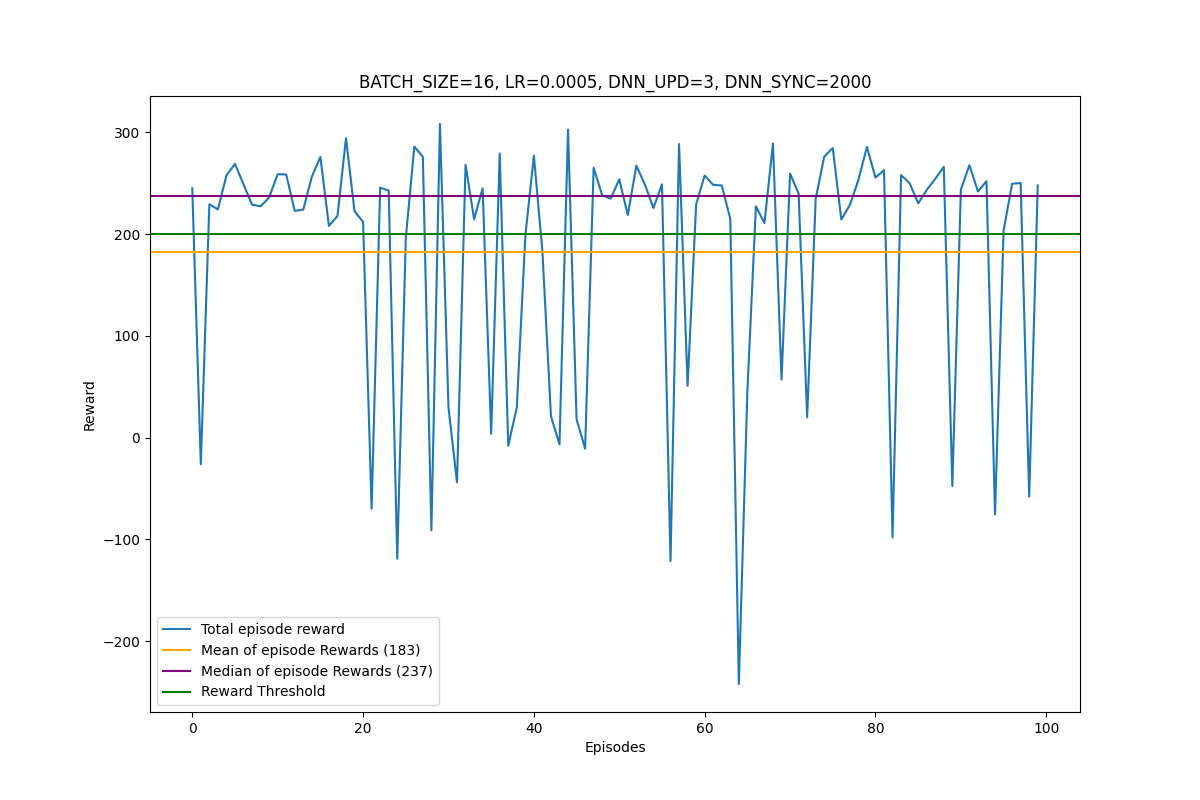 BATCH_SIZE=16, LR=0.0005, DNN_UPD=3, DNN_SYNC=2000
300
200
100
0
−100
−200
Reward
Total episode reward
Mean of episode Rewards (183)
Median of episode Rewards (237)
Reward Threshold
0 20 40 60 80 100
Episodes